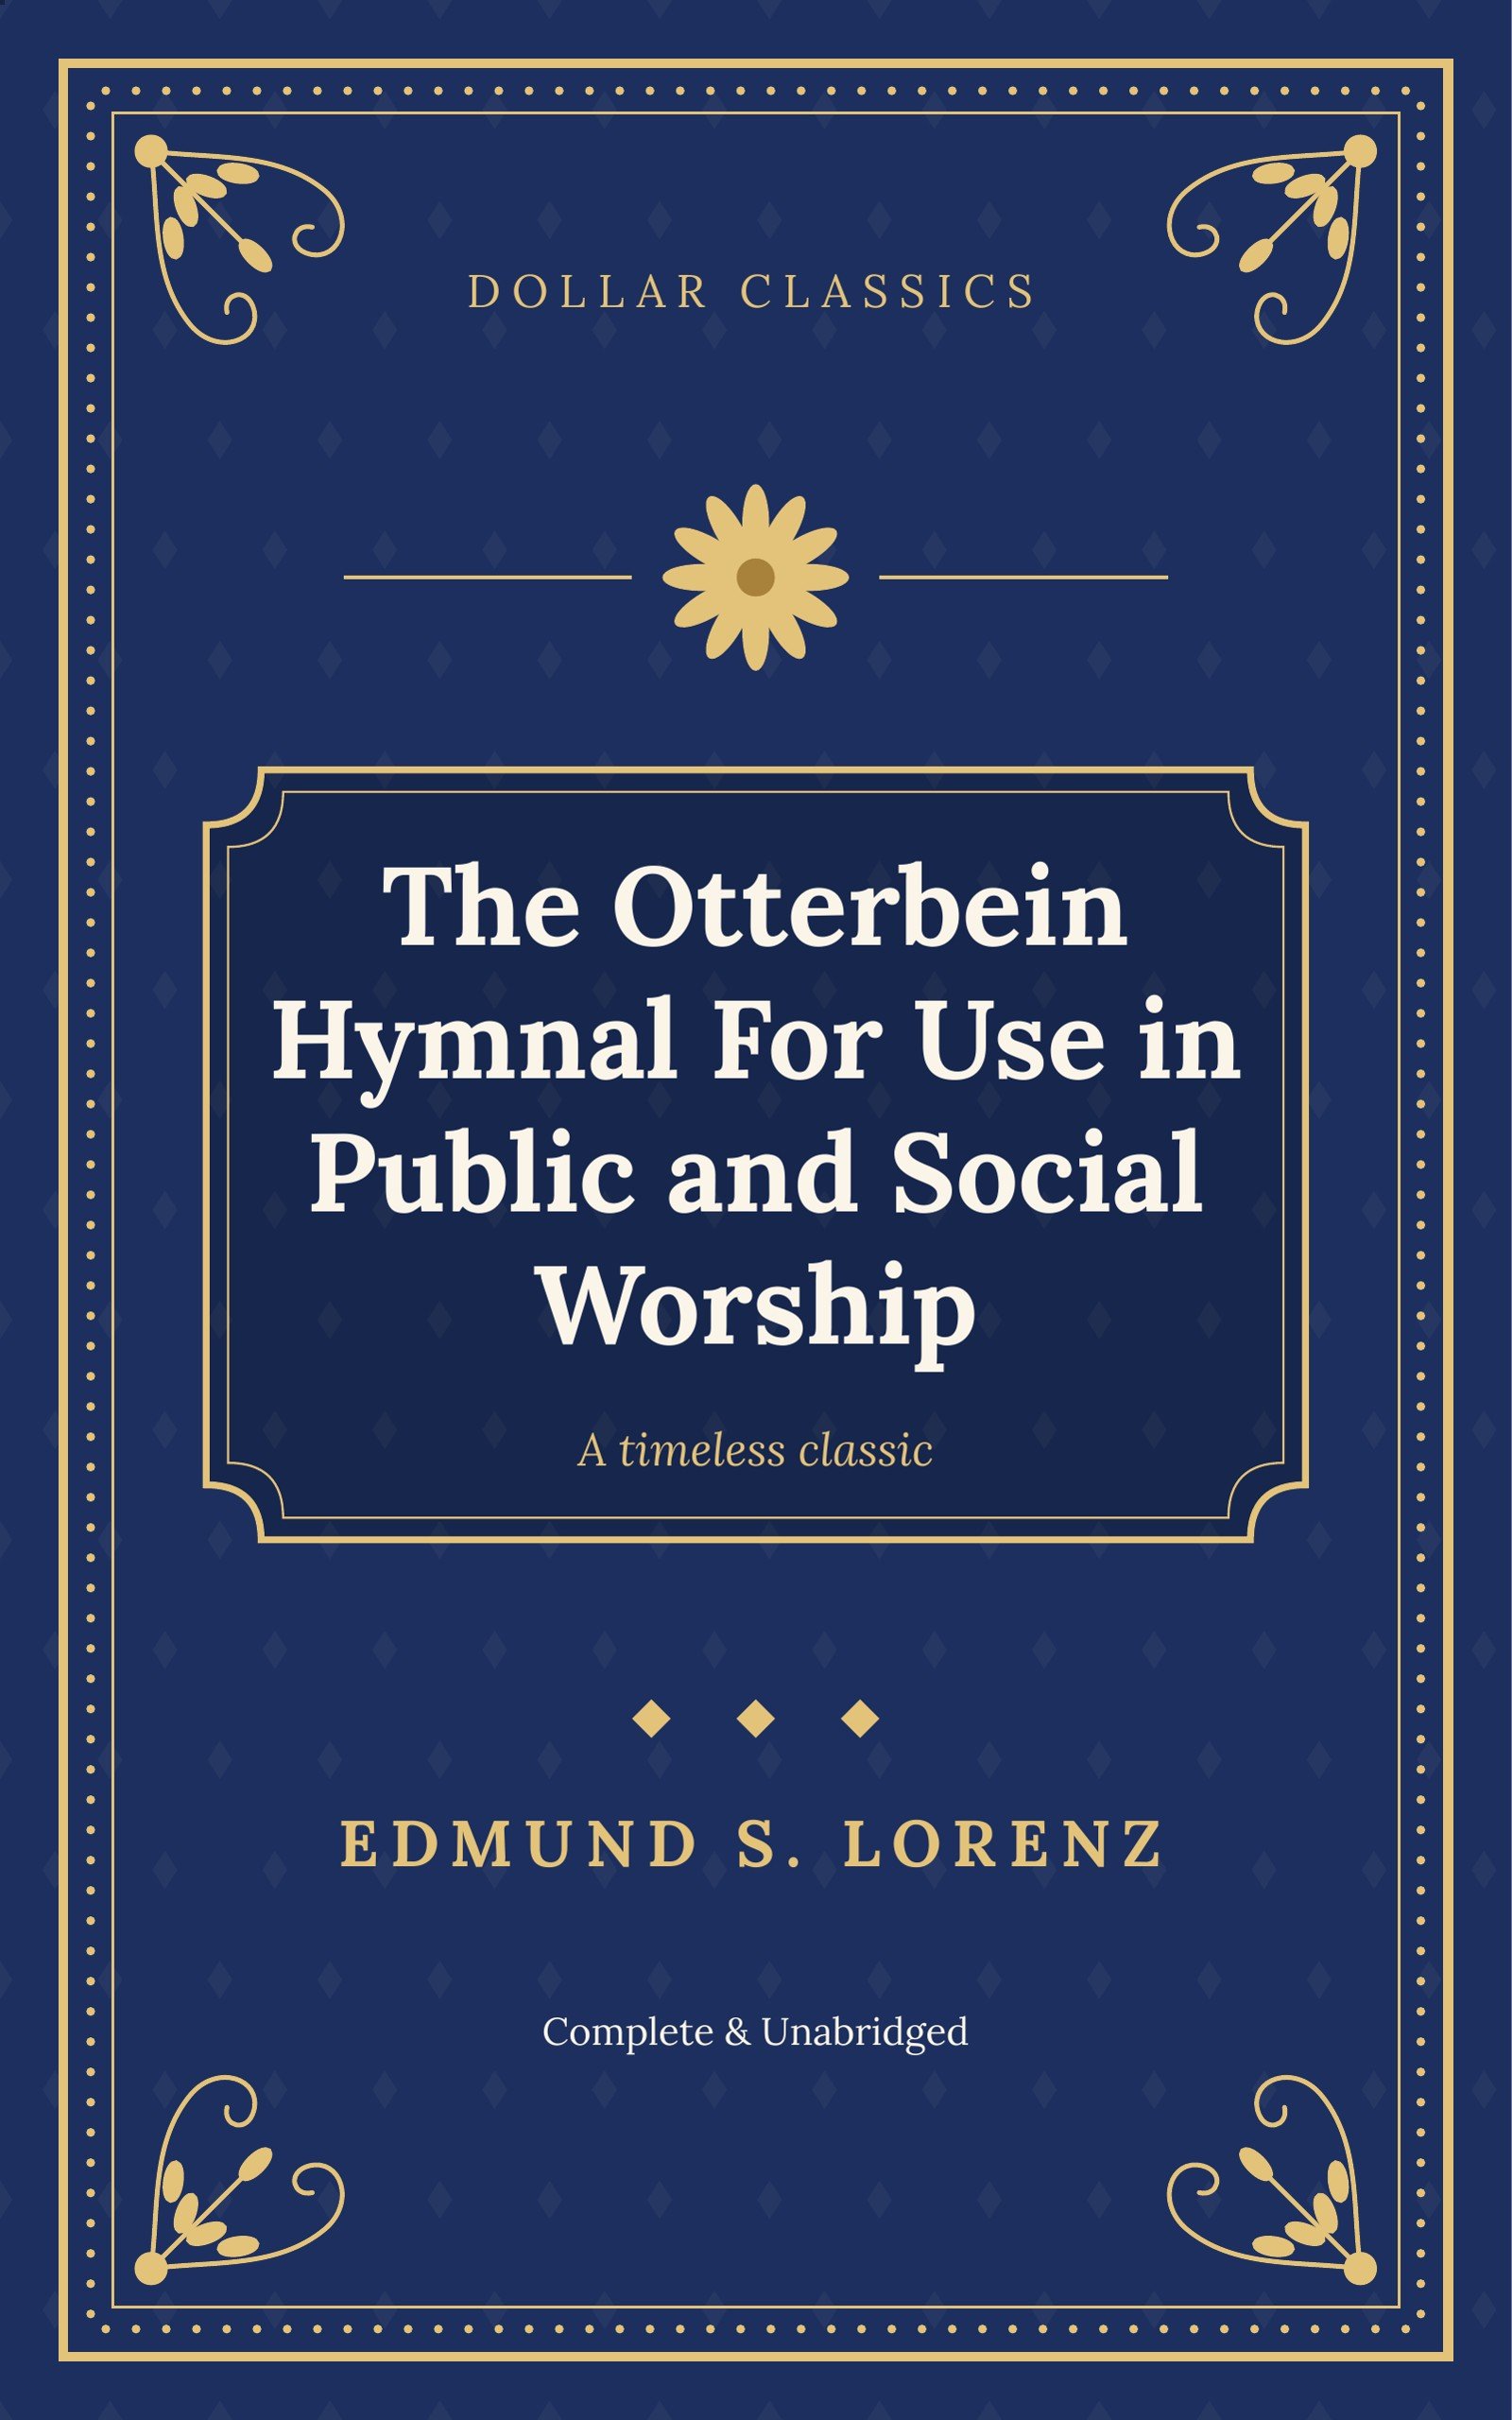 DOLLAR CLASSICS
The Otterbein
Hymnal For Use in
Public and Social
Worship
A timeless classic
EDMUND S. LORENZ
Complete & Unabridged